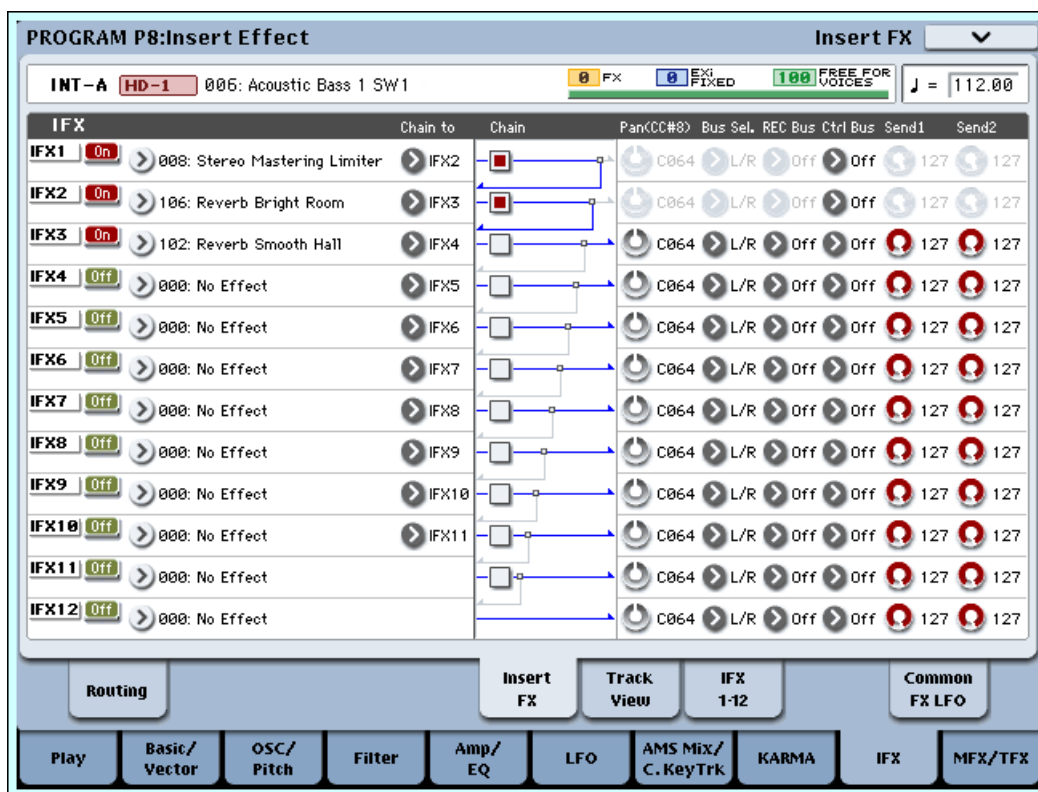 PROGRAM P8:Insert Effect Insert FX
INT-A HD-1 006: Acoustic Bass 1 SW1 0 FX 0 EXi FIXED 100 FREE FOR VOICES ♩ = 112.00
IFX Chain to Chain Pan(CC#8) Bus Sel. REC Bus Ctrl Bus Send1 Send2
IFX1 On 008: Stereo Mastering Limiter IFX2 C064 L/R Off Off 127 127
IFX2 On 106: Reverb Bright Room IFX3 C064 L/R Off Off 127 127
IFX3 On 102: Reverb Smooth Hall IFX4 C064 L/R Off Off 127 127
IFX4 Off 000: No Effect IFX5 C064 L/R Off Off 127 127
IFX5 Off 000: No Effect IFX6 C064 L/R Off Off 127 127
IFX6 Off 000: No Effect IFX7 C064 L/R Off Off 127 127
IFX7 Off 000: No Effect IFX8 C064 L/R Off Off 127 127
IFX8 Off 000: No Effect IFX9 C064 L/R Off Off 127 127
IFX9 Off 000: No Effect IFX10 C064 L/R Off Off 127 127
IFX10 Off 000: No Effect IFX11 C064 L/R Off Off 127 127
IFX11 Off 000: No Effect C064 L/R Off Off 127 127
IFX12 Off 000: No Effect C064 L/R Off Off 127 127
Routing
Insert
FX
Track
View
IFX
1-12
Common
FX LFO
Play
Basic/
Vector
OSC/
Pitch
Filter
Amp/
EQ
LFO
AMS Mix/
C.KeyTrk
KARMA
IFX
MFX/TFX